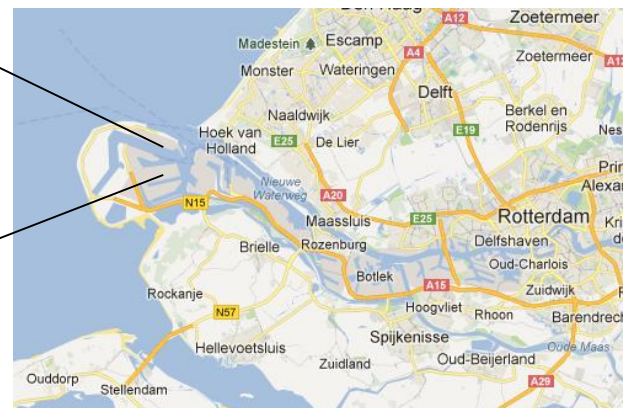 Den Haag
A12
Zoetermeer
Madestein
Escamp
A4
Zoetermeer
Monster
Wateringen
Delft
Naaldwijk
Berkel en
Rodenrijs
Hoek van
Holland
E25
De Lier
E19
Nieuwe
Waterweg
A20
Maassluis
E25
Rotterdam
N15
Brielle
Rozenburg
Delfshaven
Botlek
Oud-Charlois
A15
Zuidwijk
Rockanje
Hoogvliet
Rhoon
N57
Spijkenisse
Hellevoetsluis
Oude Maas
Zuidland
Oud-Beijerland
Ouddorp
Stellendam
A29